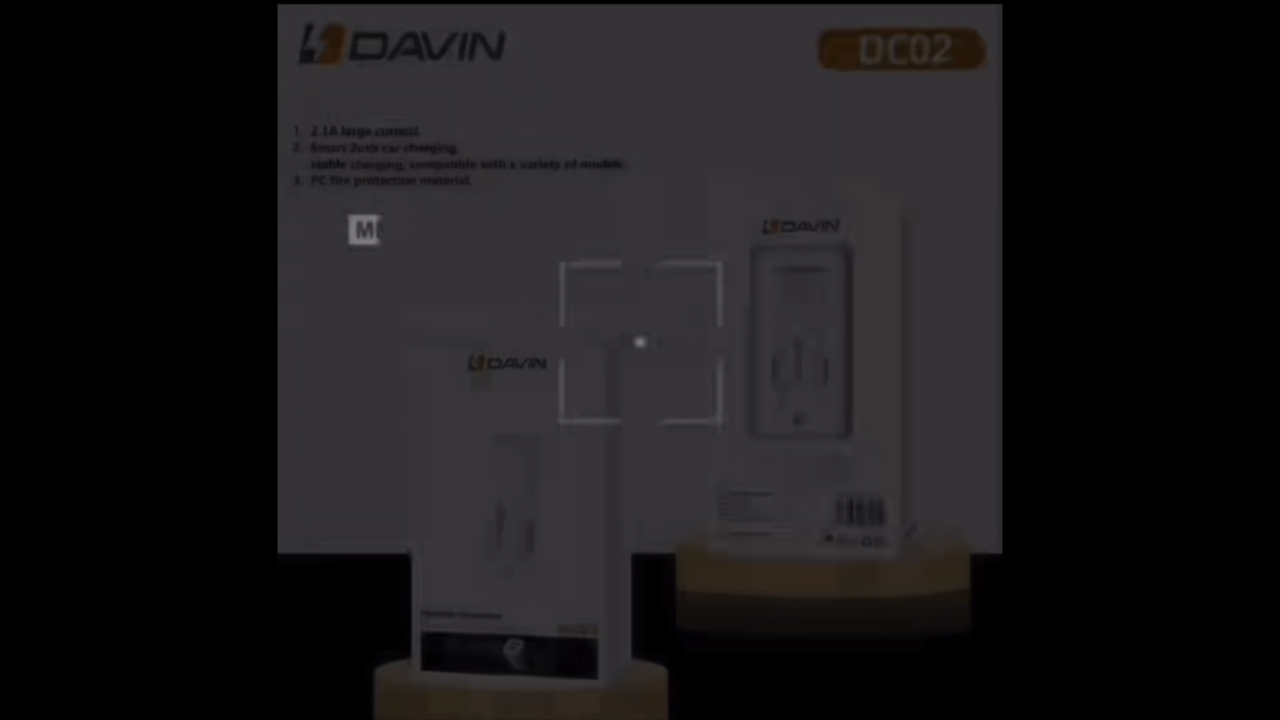 DAVIN
DC02
1. 2.1A large current.
2. Smart 2usb car charging,
stable charging, compatible with a variety of models
3. PC fire protection material.
M
DAVIN
DAVIN